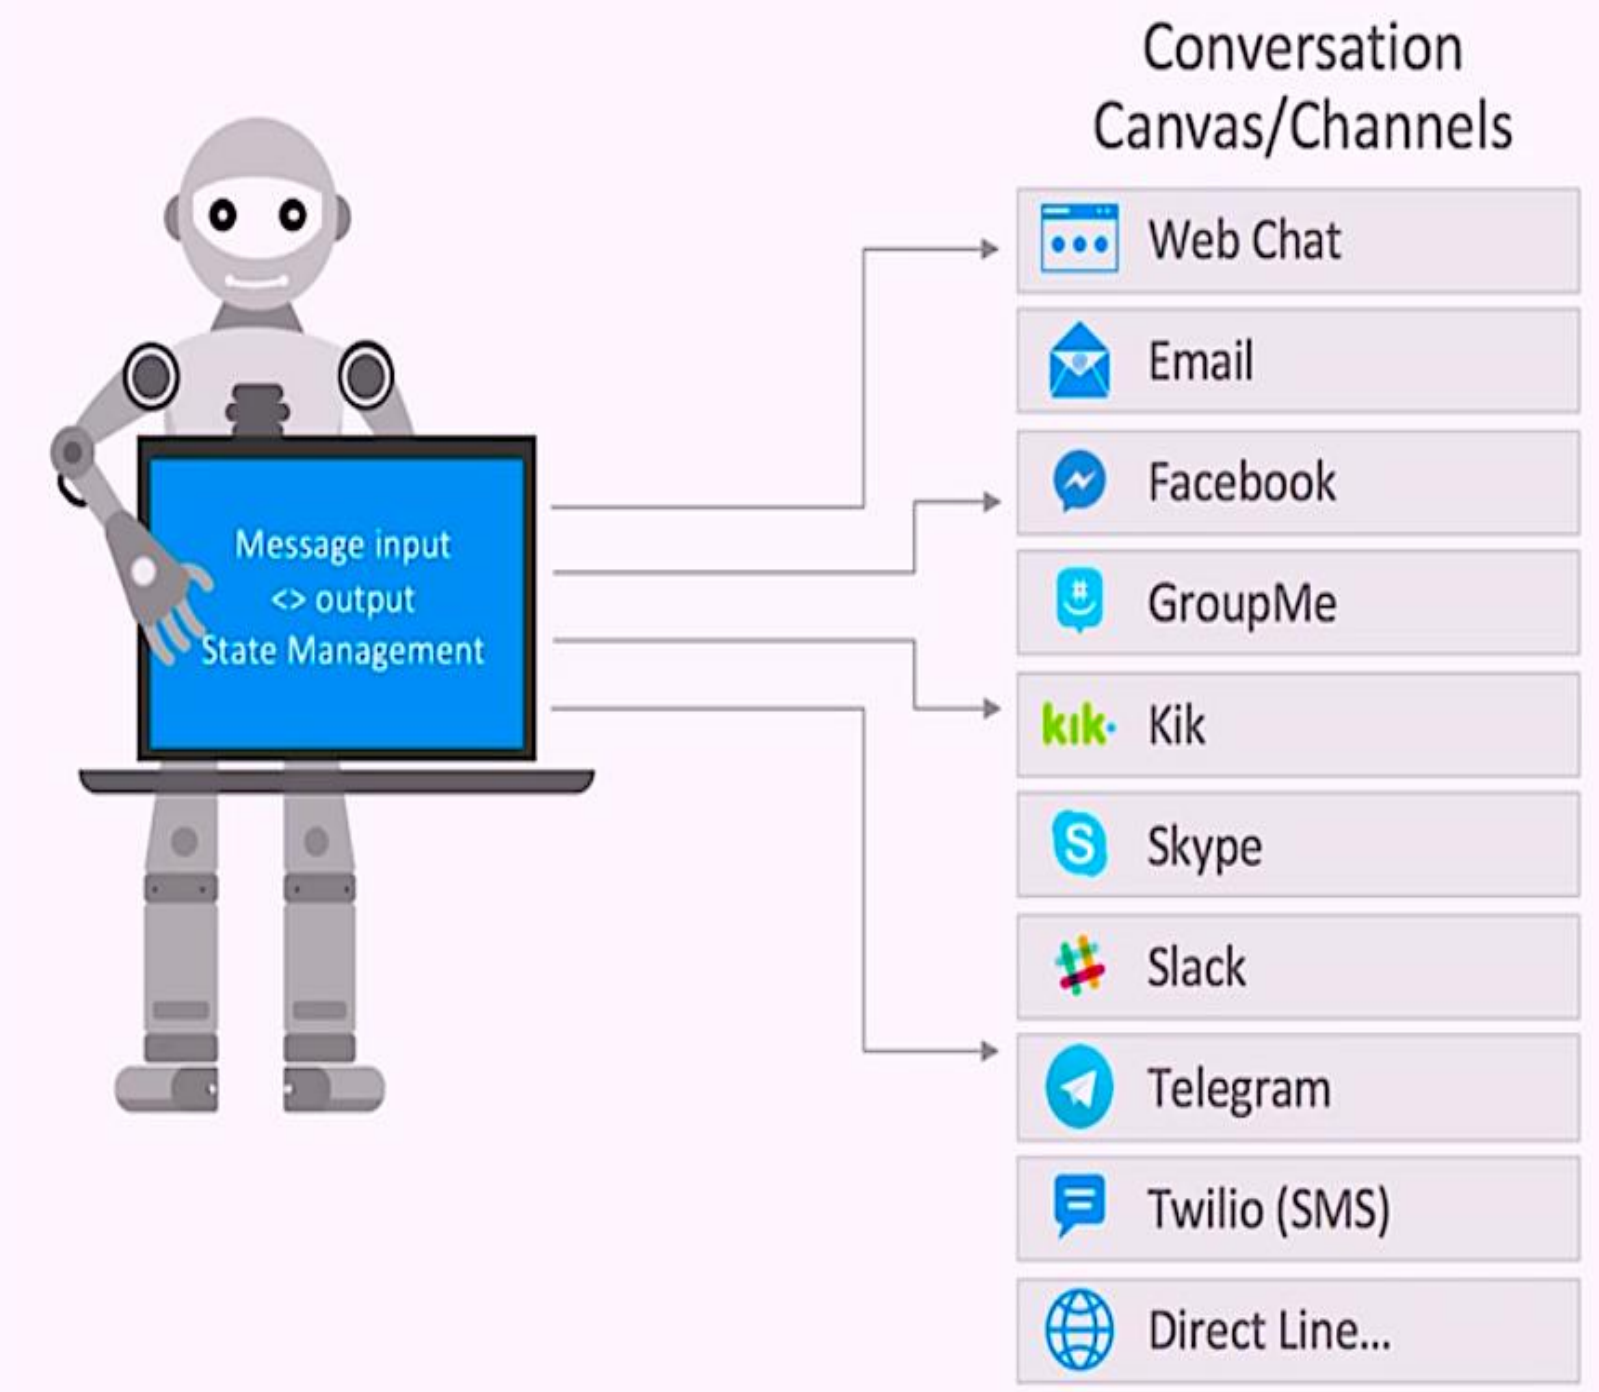 Conversation
Canvas/Channels
Web Chat
Email
Facebook
GroupMe
kik.
Kik
Skype
Slack
Telegram
Twilio (SMS)
Direct Line...
Message input
<> output
State Management